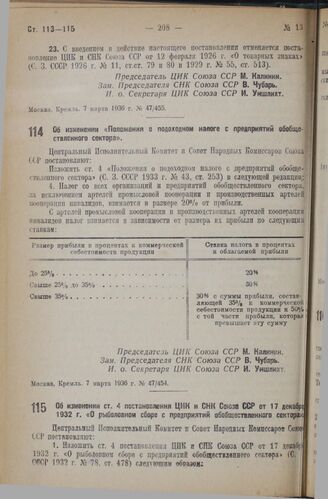 Ст. 113—115 — 208 — № 13
23. С введением в действие настоящего постановления отменяется поста-
новление ЦИК и СНК Союза ССР от 12 февраля 1926 г. «О товарных знаках»
(С. З. СССР 1926 г. № 11, ст.ст. 79 и 80 и 1929 г. № 55, ст. 513).
Председатель ЦИК Союза ССР М. Калинин.
Зам. Председателя СНК Союза ССР В. Чубарь.
И. о. Секретаря ЦИК Союза ССР И. Уншлихт.
Москва. Кремль. 7 марта 1936 г. № 47/455.
114 Об изменении «Положения о подоходном налоге с предприятий обобще-
ствленного сектора».
Центральный Исполнительный Комитет и Совет Народных Комиссаров Союза
ССР постановляют:
Изложить ст. 4 «Положения о подоходном налоге с предприятий обобще-
ствленного сектора» (С. З. СССР 1933 г. № 43, ст. 253) в следующей редакции:
4. Налог со всех организаций и предприятий обобществленного сектора,
за исключением артелей промысловой кооперации и производственных артелей
кооперации инвалидов, взимается в размере 20% от прибыли.
С артелей промысловой кооперации и производственных артелей кооперации
инвалидов налог взимается в зависимости от размера их прибыли по следующим
ставкам:
Размер прибыли в процентах к коммерческой
себестоимости продукции
Ставка налога в процентах
к облагаемой прибыли
До 25% 20%
Свыше 25% до 35% 30%
Свыше 35% 30% с суммы прибыли, состав-
ляющей 35% к коммерческой
себестоимости продукции и 50%
с той части прибыли, которая
превышает эту сумму
Председатель ЦИК Союза ССР М. Калинин.
Зам. Председателя СНК Союза ССР В. Чубарь.
И. о. Секретаря ЦИК Союза ССР И. Уншлихт.
Москва. Кремль. 7 марта 1936 г. № 47/454.
115 Об изменении ст. 4 постановления ЦИК и СНК Союза ССР от 17 декабря
1932 г. «О рыболовном сборе с предприятий обобществленного сектора»
Центральный Исполнительный Комитет и Совет Народных Комиссаров Союза
ССР постановляют:
1. Изложить ст. 4 постановления ЦИК и СНК Союза ССР от 17 декабря
1932 г. «О рыболовном сборе с предприятий обобществленного сектора» (С. З.
СССР 1932 г. № 78, ст. 478) следующим образом: